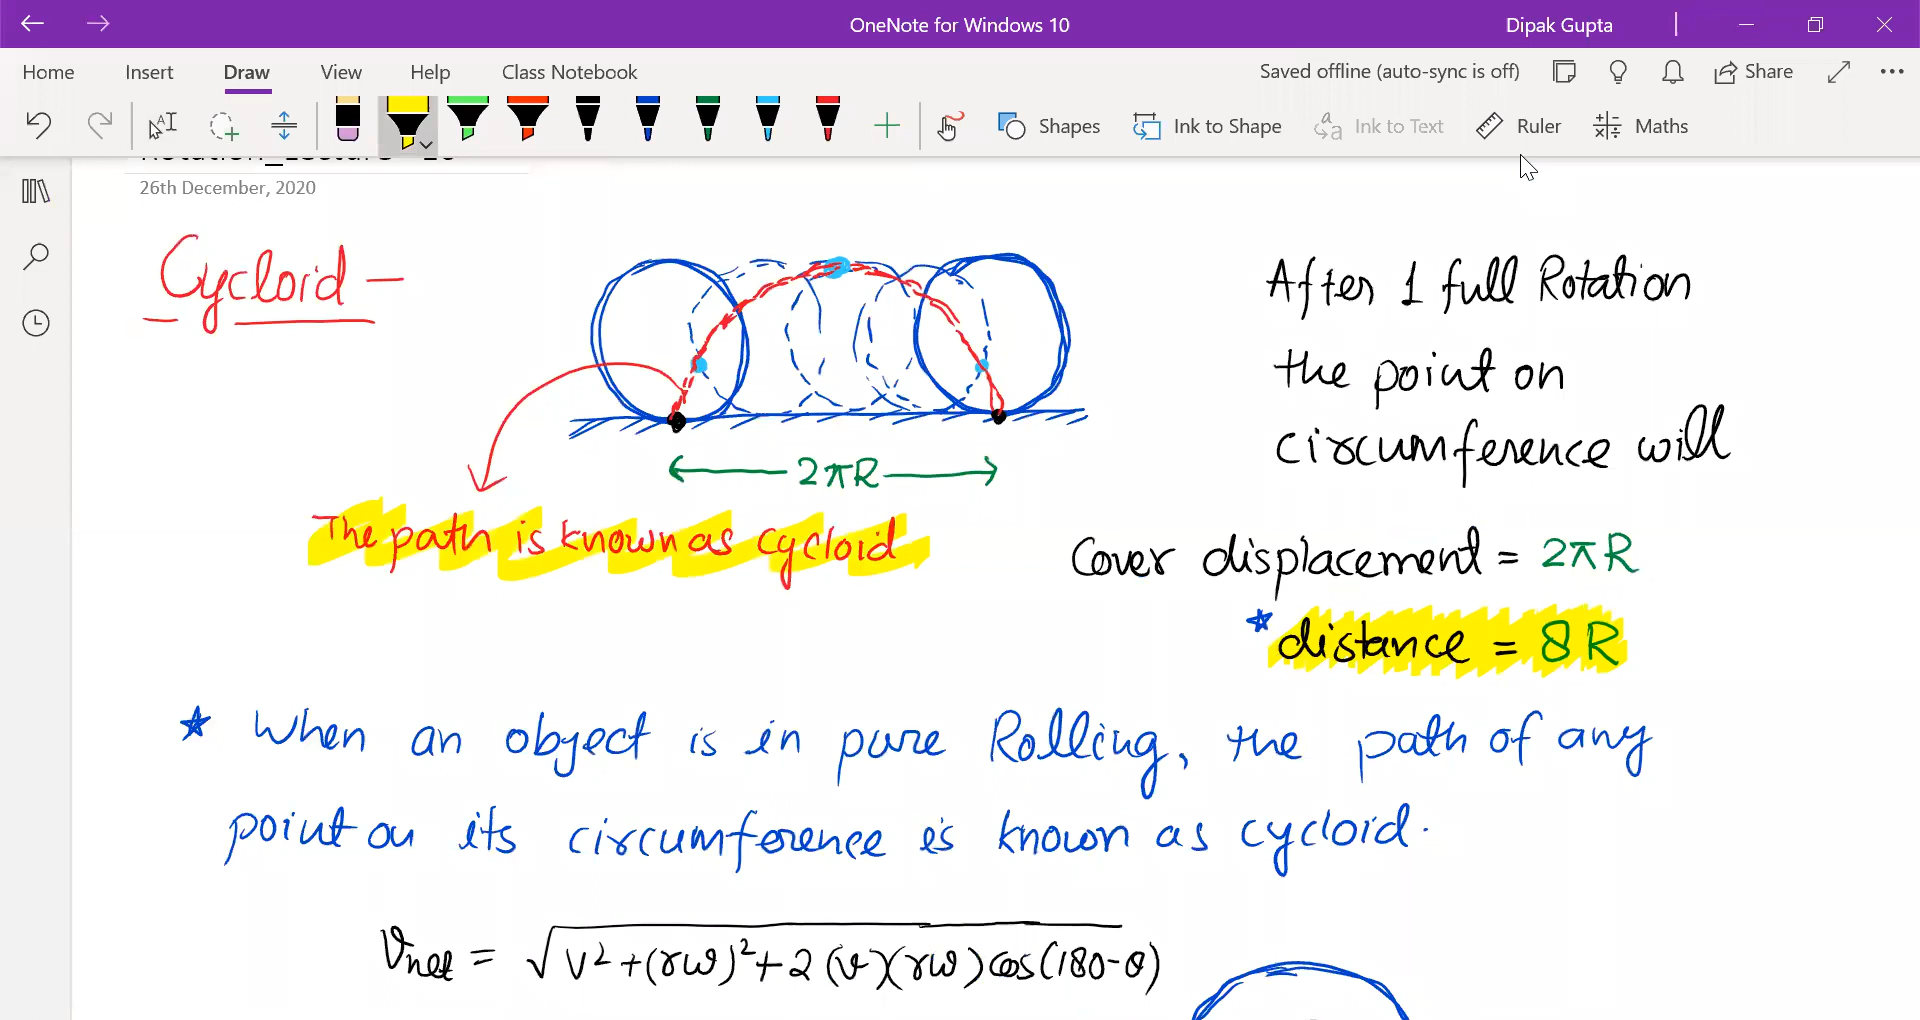 OneNote for Windows 10
Dipak Gupta
Home Insert Draw View Help Class Notebook
Saved offline (auto-sync is off) Share
Shapes Ink to Shape Ink to Text Ruler Maths
26th December, 2020
Cycloid -
2πR
The path is known as cycloid
After 1 full Rotation
the point on
circumference will
Cover displacement = 2πR
* distance = 8R
* When an object is in pure Rolling, the path of any
point on its circumference is known as cycloid.
Vnet = √V²+(rω)²+2(v)(rω)cos(180-θ)